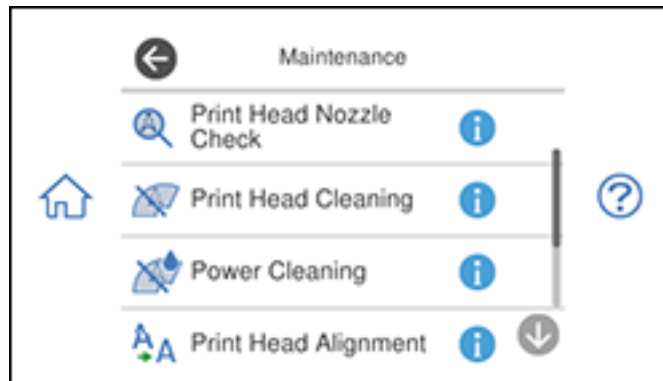 Maintenance
Print Head Nozzle
Check
Print Head Cleaning
Power Cleaning
Print Head Alignment